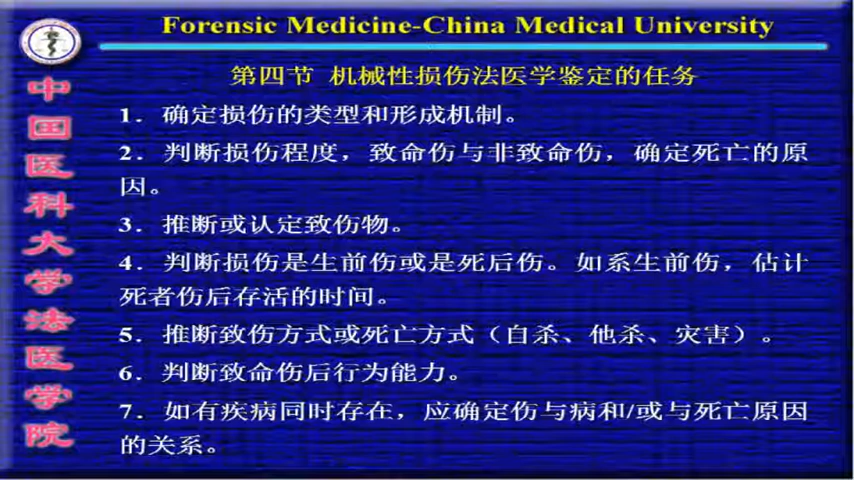 Forensic Medicine-China Medical University
中国医科大学法医学院
第四节 机械性损伤法医学鉴定的任务
1．确定损伤的类型和形成机制。
2．判断损伤程度，致命伤与非致命伤，确定死亡的原
因。
3．推断或认定致伤物。
4．判断损伤是生前伤或是死后伤。如系生前伤，估计
死者伤后存活的时间。
5．推断致伤方式或死亡方式（自杀、他杀、灾害）。
6．判断致命伤后行为能力。
7．如有疾病同时存在，应确定伤与病和/或与死亡原因
的关系。